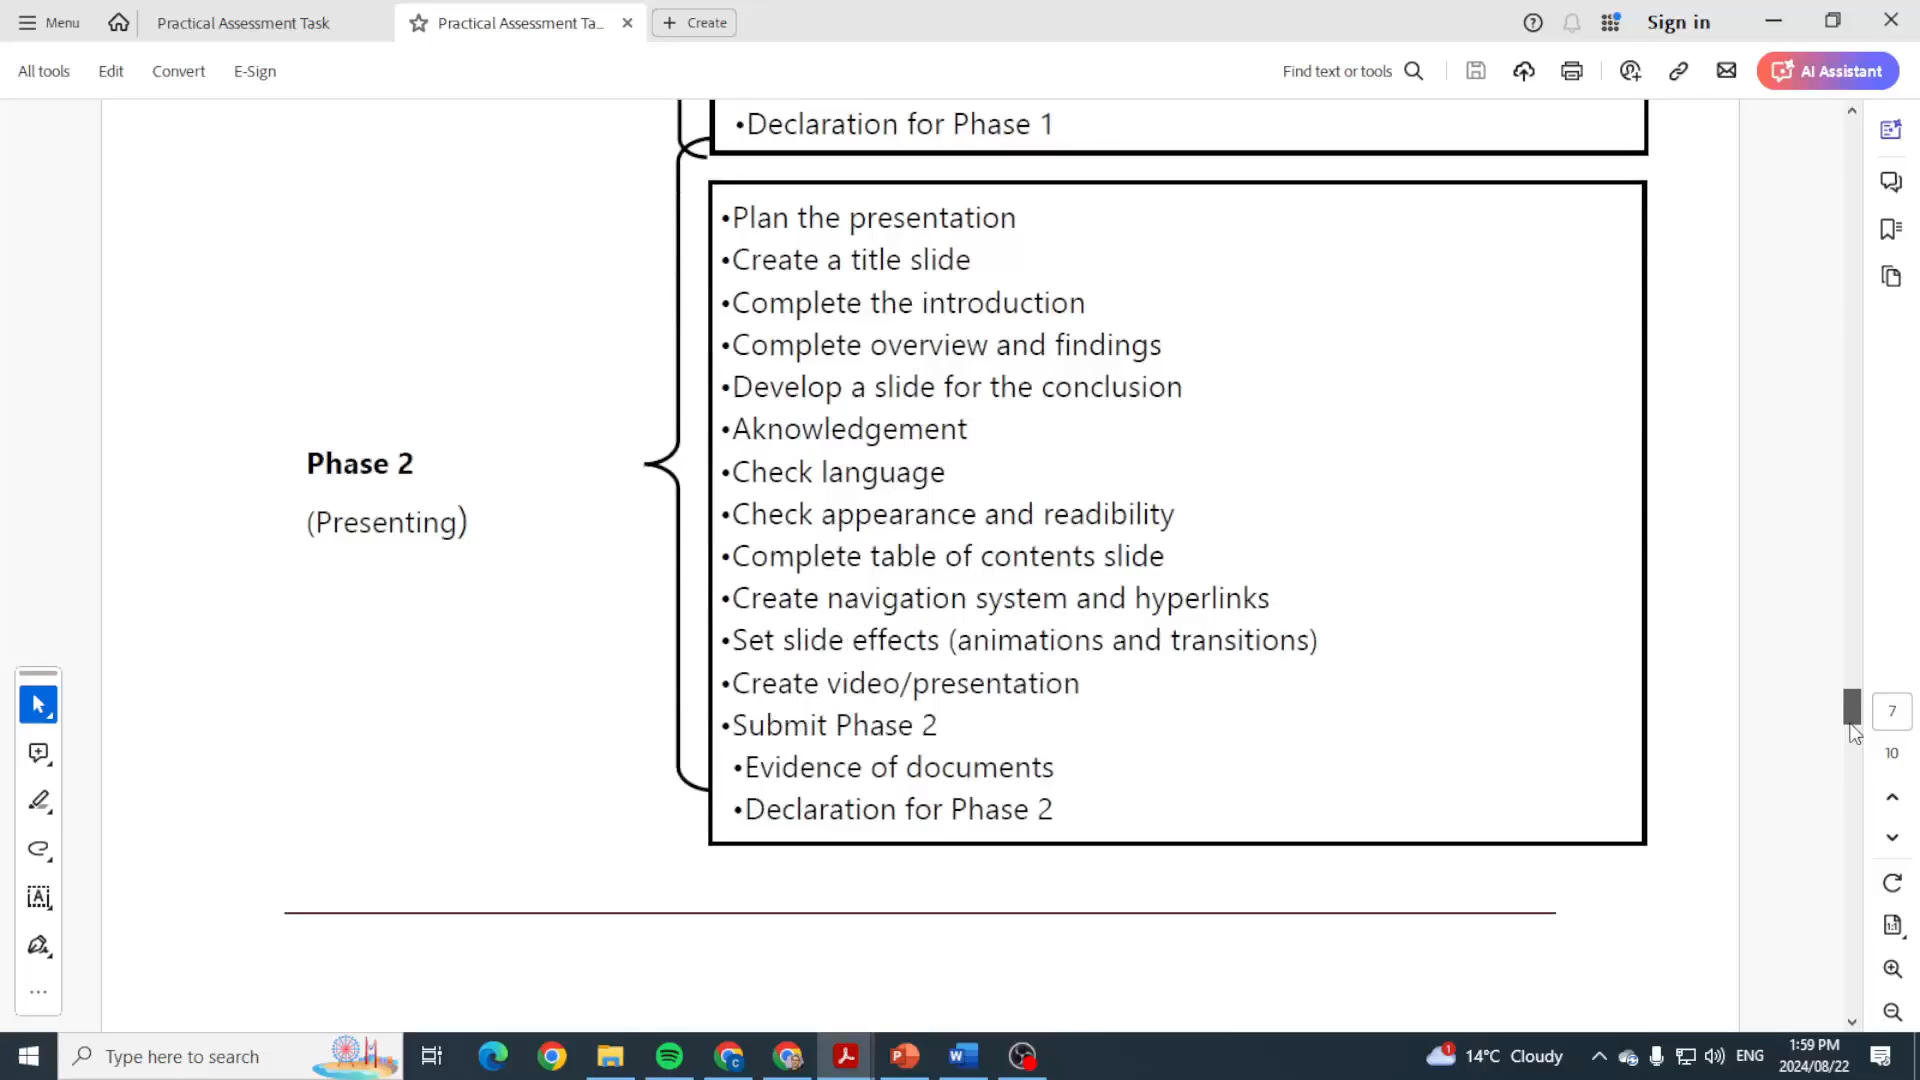 Menu
Practical Assessment Task
Practical Assessment Ta...
Create
Sign in
All tools
Edit
Convert
E-Sign
Find text or tools
AI Assistant
•Declaration for Phase 1
•Plan the presentation
•Create a title slide
•Complete the introduction
•Complete overview and findings
•Develop a slide for the conclusion
•Aknowledgement
•Check language
•Check appearance and readibility
•Complete table of contents slide
•Create navigation system and hyperlinks
•Set slide effects (animations and transitions)
•Create video/presentation
•Submit Phase 2
•Evidence of documents
•Declaration for Phase 2
Phase 2
(Presenting)
7
10
Type here to search
1
14°C Cloudy
ENG
1:59 PM
2024/08/22